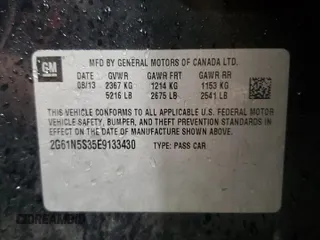 GM
MFD BY GENERAL MOTORS OF CANADA LTD.
DATE GVWR GAWR FRT GAWR RR
08/13 2367 KG 1214 KG 1153 KG
5216 LB 2675 LB 2541 LB
THIS VEHICLE CONFORMS TO ALL APPLICABLE U.S. FEDERAL MOTOR
VEHICLE SAFETY, BUMPER, AND THEFT PREVENTION STANDARDS
IN EFFECT ON THE DATE OF MANUFACTURE SHOWN ABOVE.
2G61N5S35E9133430 TYPE: PASS CAR